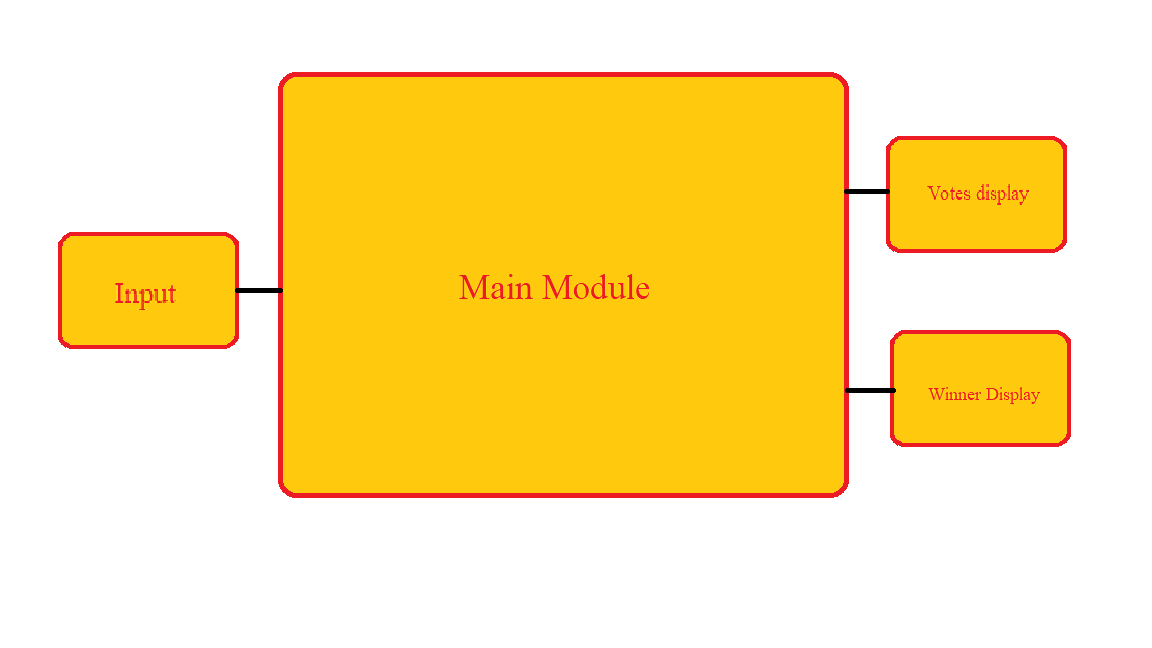 Input
Main Module
Votes display
Winner Display